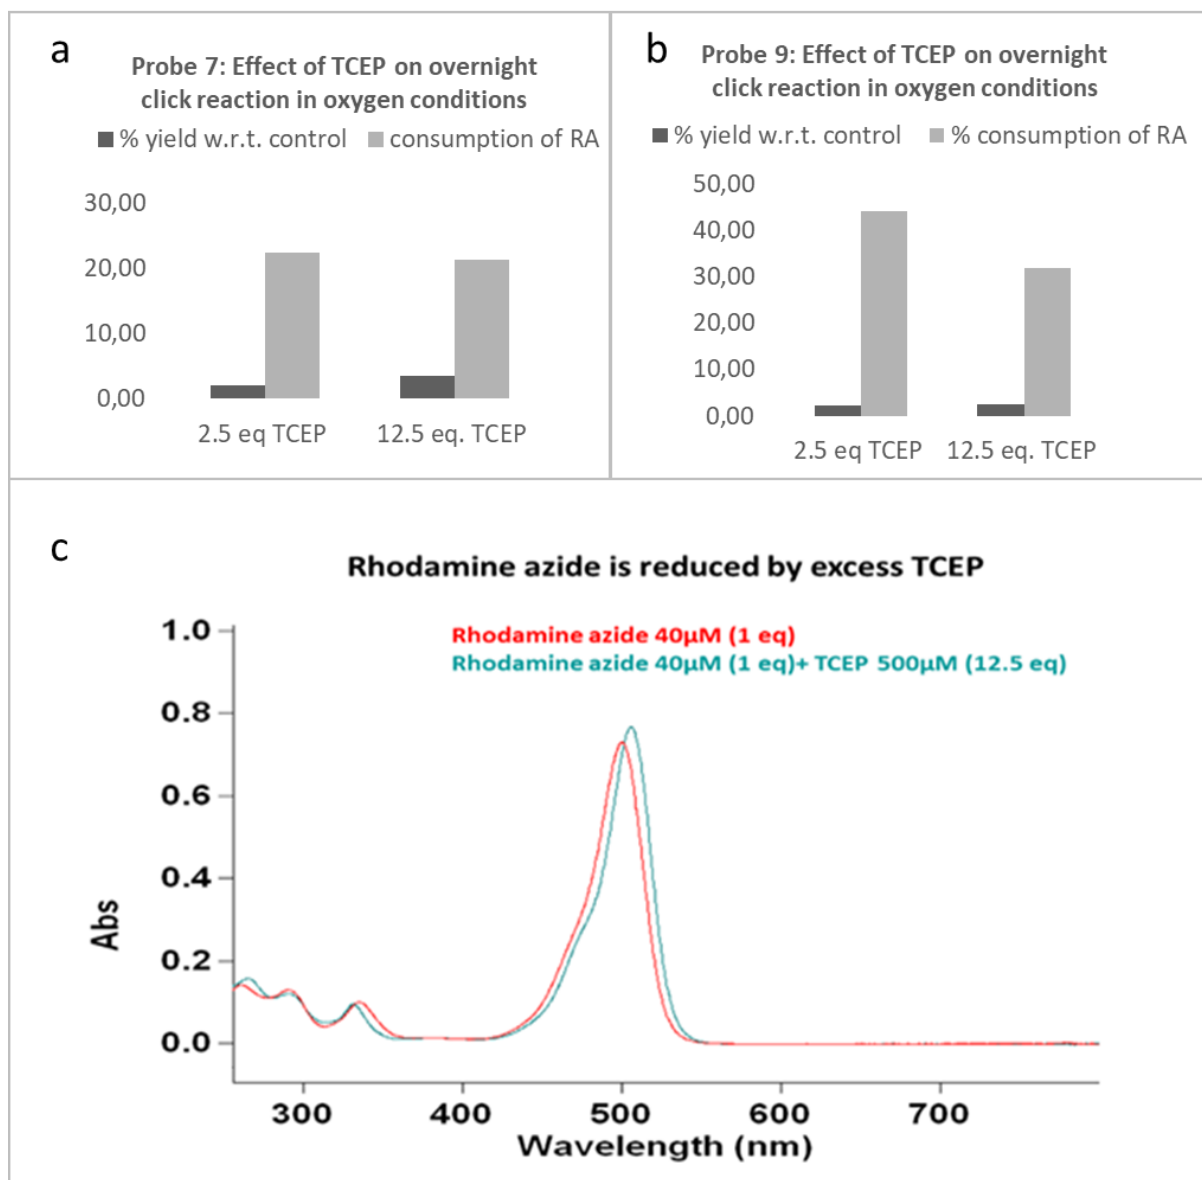 a
Probe 7: Effect of TCEP on overnight
click reaction in oxygen conditions
% yield w.r.t. control consumption of RA
30,00
20,00
10,00
0,00
2.5 eq TCEP 12.5 eq. TCEP
b
Probe 9: Effect of TCEP on overnight
click reaction in oxygen conditions
% yield w.r.t. control % consumption of RA
50,00
40,00
30,00
20,00
10,00
0,00
2.5 eq TCEP 12.5 eq. TCEP
c
Rhodamine azide is reduced by excess TCEP
Rhodamine azide 40µM (1 eq)
Rhodamine azide 40µM (1 eq)+ TCEP 500µM (12.5 eq)
1.0
0.8
0.6
0.4
0.2
0.0
Abs
300 400 500 600 700
Wavelength (nm)